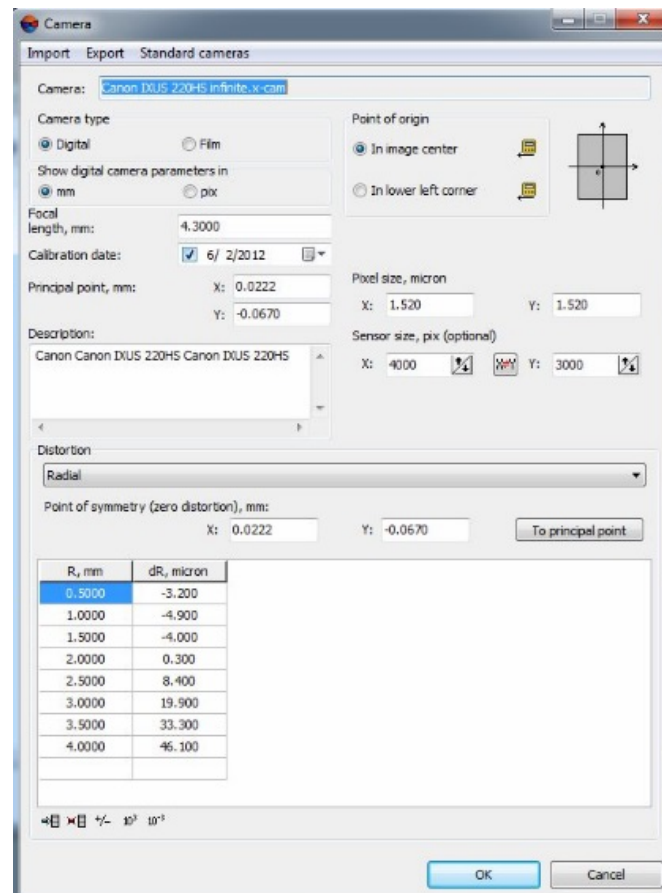 Camera
Import Export Standard cameras
Camera: Canon IXUS 220HS infinite.x-cam
Camera type
Digital Film
Show digital camera parameters in
mm pix
Point of origin
In image center
In lower left corner
Focal
length, mm: 4.3000
Calibration date: 6/ 2/2012
Principal point, mm: X: 0.0222
Y: -0.0670
Pixel size, micron
X: 1.520 Y: 1.520
Description:
Canon Canon IXUS 220HS Canon IXUS 220HS
Sensor size, pix (optional)
X: 4000 X⇄Y Y: 3000
Distortion
Radial
Point of symmetry (zero distortion), mm:
X: 0.0222 Y: -0.0670 To principal point
R, mm dR, micron
0.5000 -3.200
1.0000 -4.900
1.5000 -4.000
2.0000 0.300
2.5000 8.400
3.0000 19.900
3.5000 33.300
4.0000 46.100
+/- 10³ 10⁻³
OK Cancel